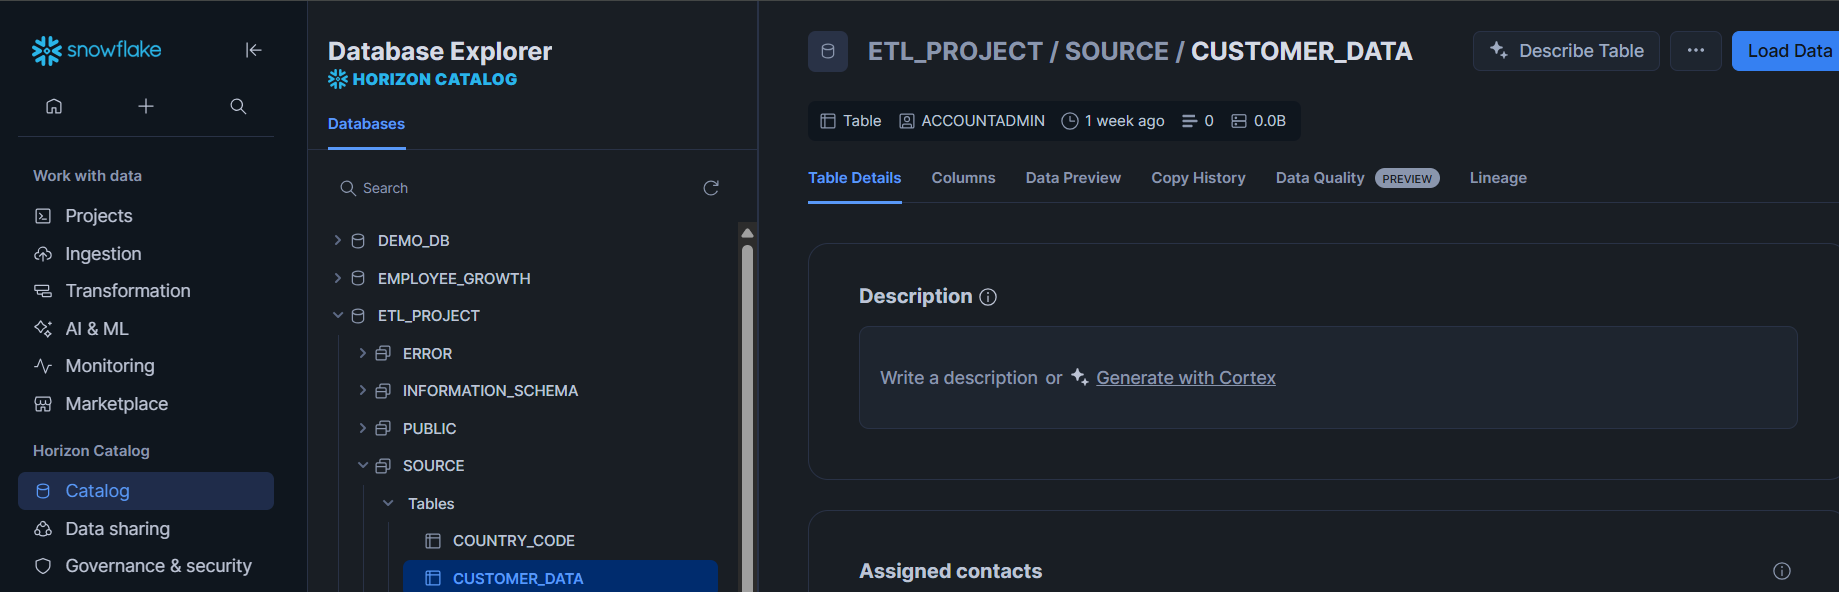 snowflake
Work with data
Projects
Ingestion
Transformation
AI & ML
Monitoring
Marketplace
Horizon Catalog
Catalog
Data sharing
Governance & security
Database Explorer
HORIZON CATALOG
Databases
Search
DEMO_DB
EMPLOYEE_GROWTH
ETL_PROJECT
ERROR
INFORMATION_SCHEMA
PUBLIC
SOURCE
Tables
COUNTRY_CODE
CUSTOMER_DATA
ETL_PROJECT / SOURCE / CUSTOMER_DATA
Describe Table
Load Data
Table ACCOUNTADMIN 1 week ago 0 0.0B
Table Details Columns Data Preview Copy History Data Quality PREVIEW Lineage
Description
Write a description or Generate with Cortex
Assigned contacts